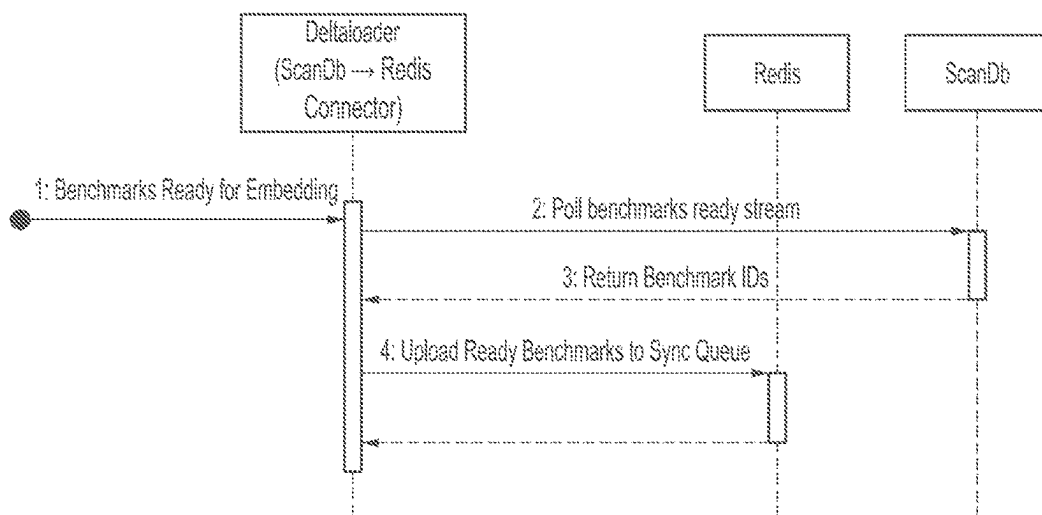 Deltaloader
(ScanDb → Redis
Connector)
Redis
ScanDb
1: Benchmarks Ready for Embedding
2: Poll benchmarks ready stream
3: Return Benchmark IDs
4: Upload Ready Benchmarks to Sync Queue